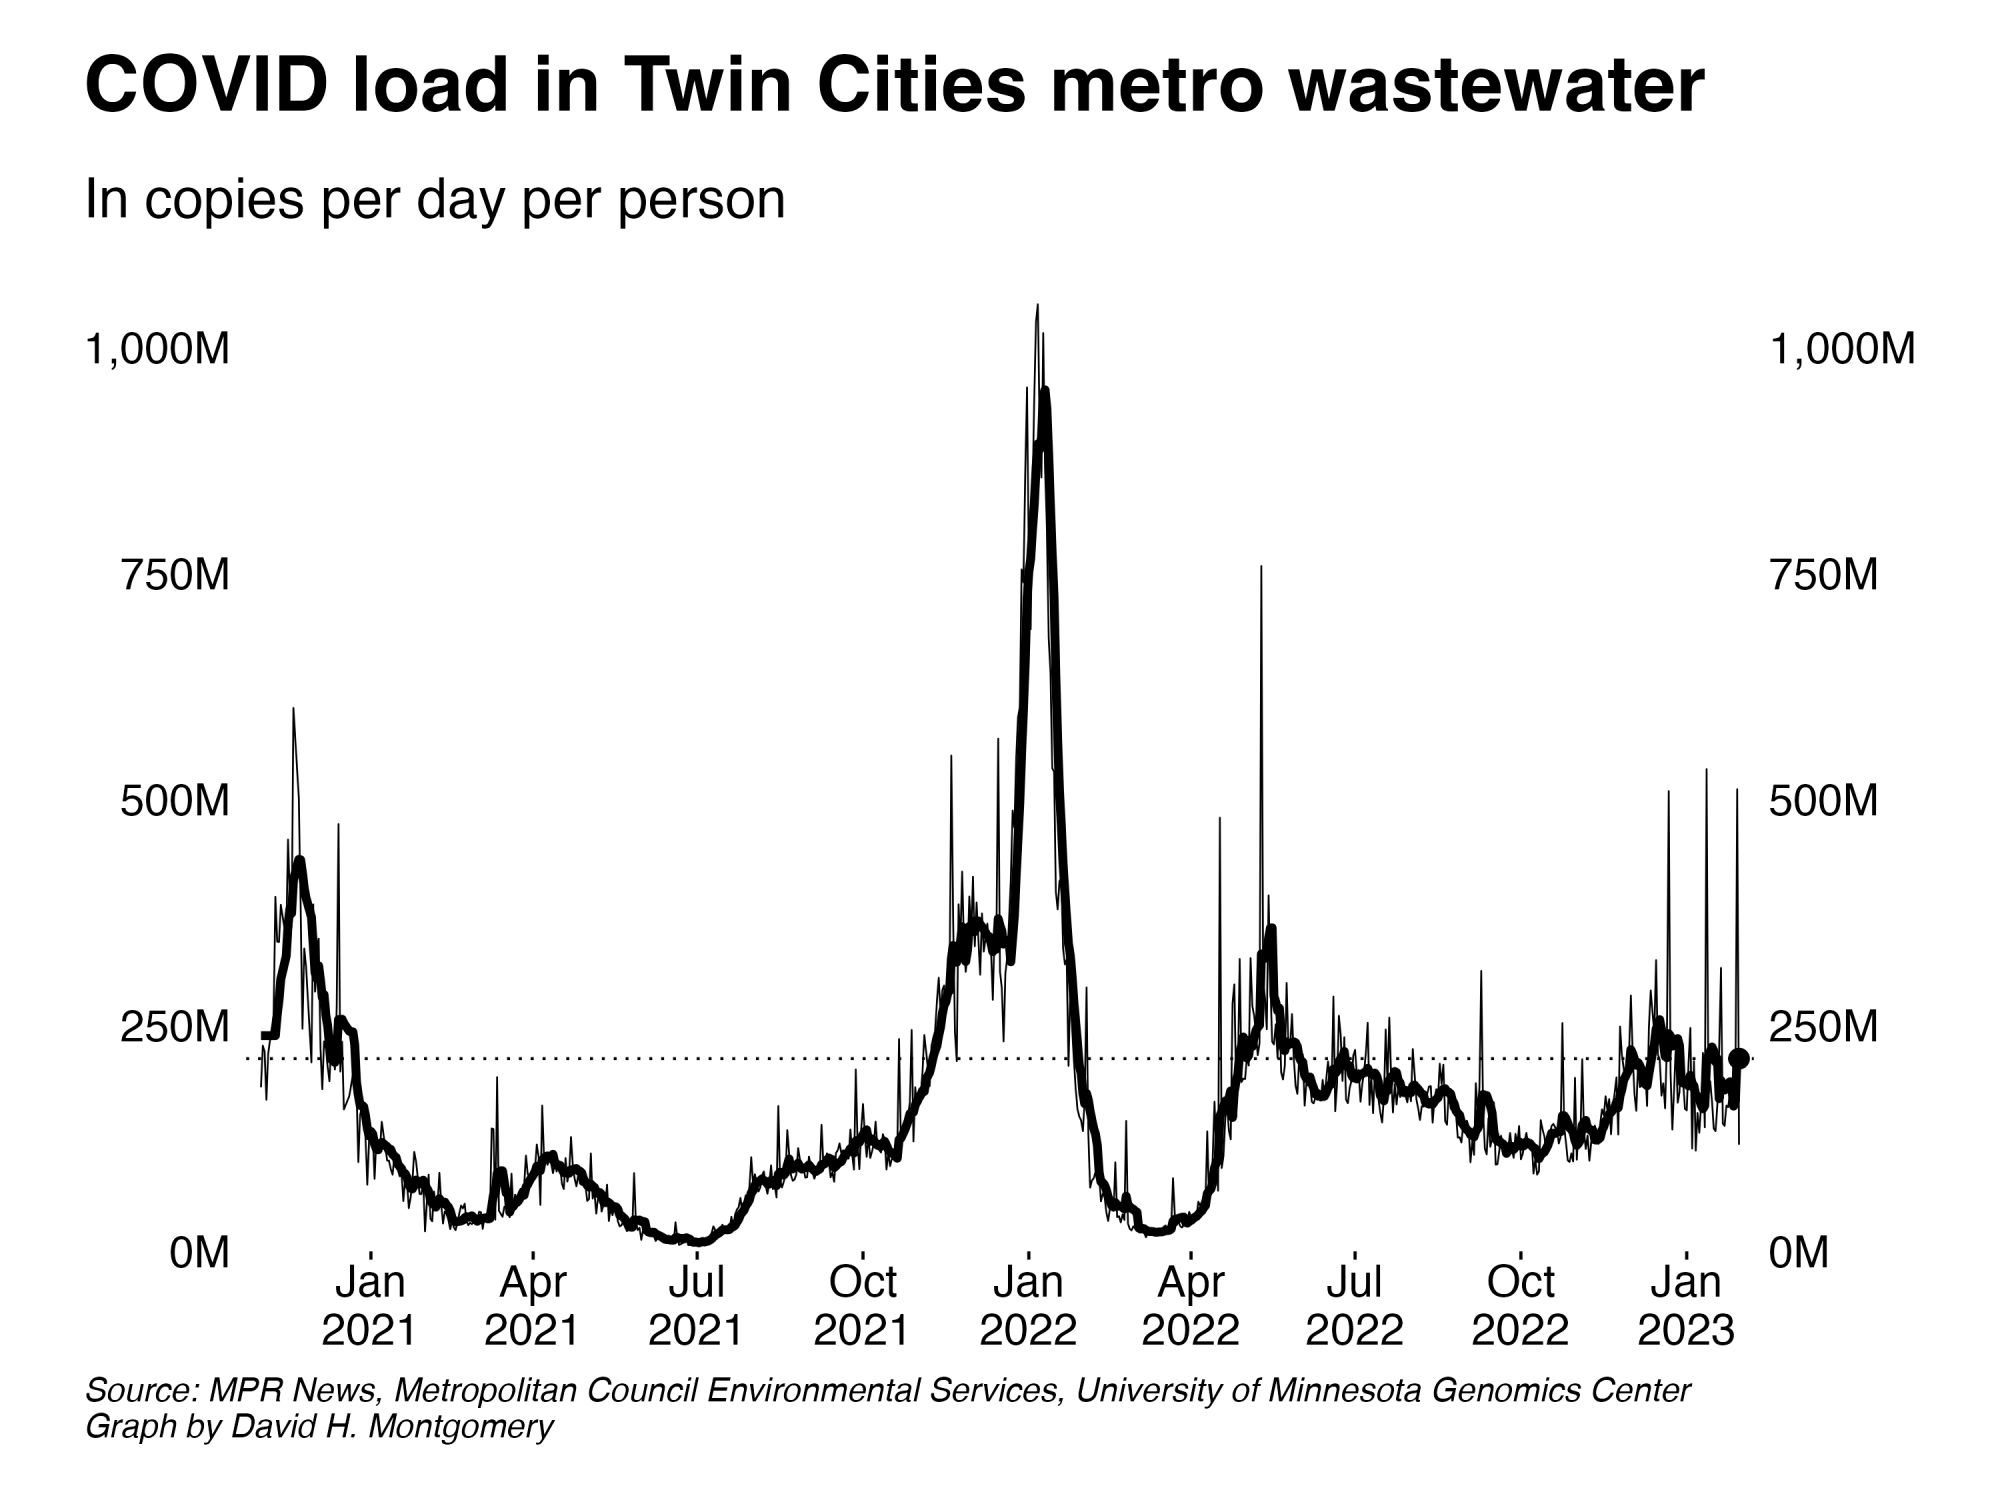 COVID load in Twin Cities metro wastewater
In copies per day per person
1,000M 1,000M
750M 750M
500M 500M
250M 250M
0M 0M
Jan Apr Jul Oct Jan Apr Jul Oct Jan
2021 2021 2021 2021 2022 2022 2022 2022 2023
Source: MPR News, Metropolitan Council Environmental Services, University of Minnesota Genomics Center
Graph by David H. Montgomery